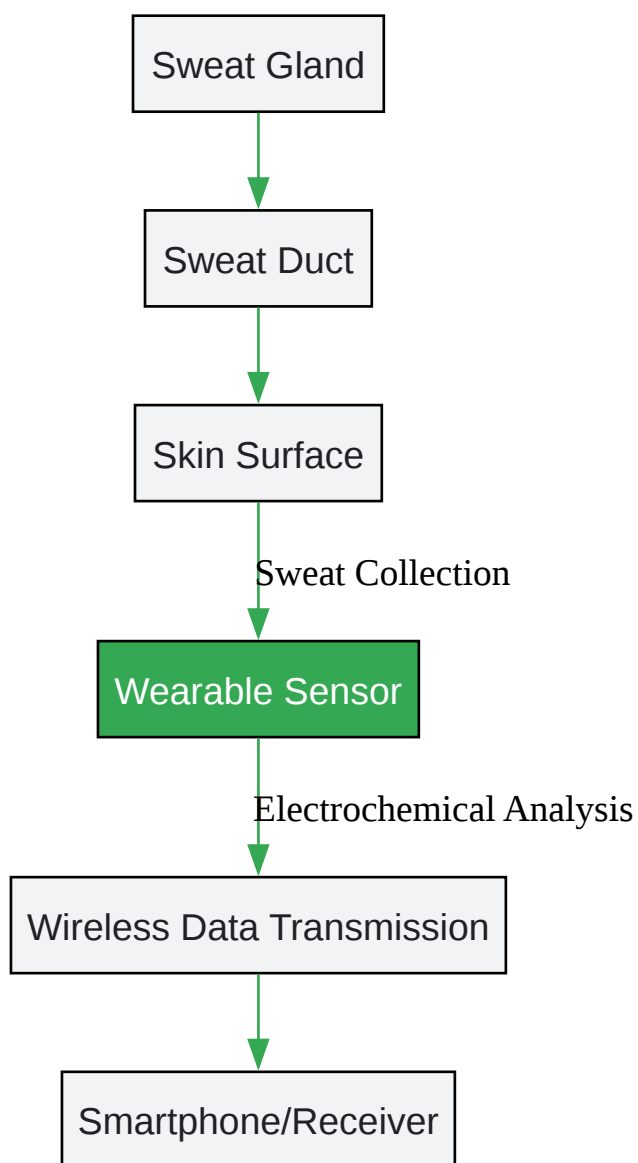 Sweat Gland
Sweat Duct
Skin Surface
Sweat Collection
Wearable Sensor
Electrochemical Analysis
Wireless Data Transmission
Smartphone/Receiver